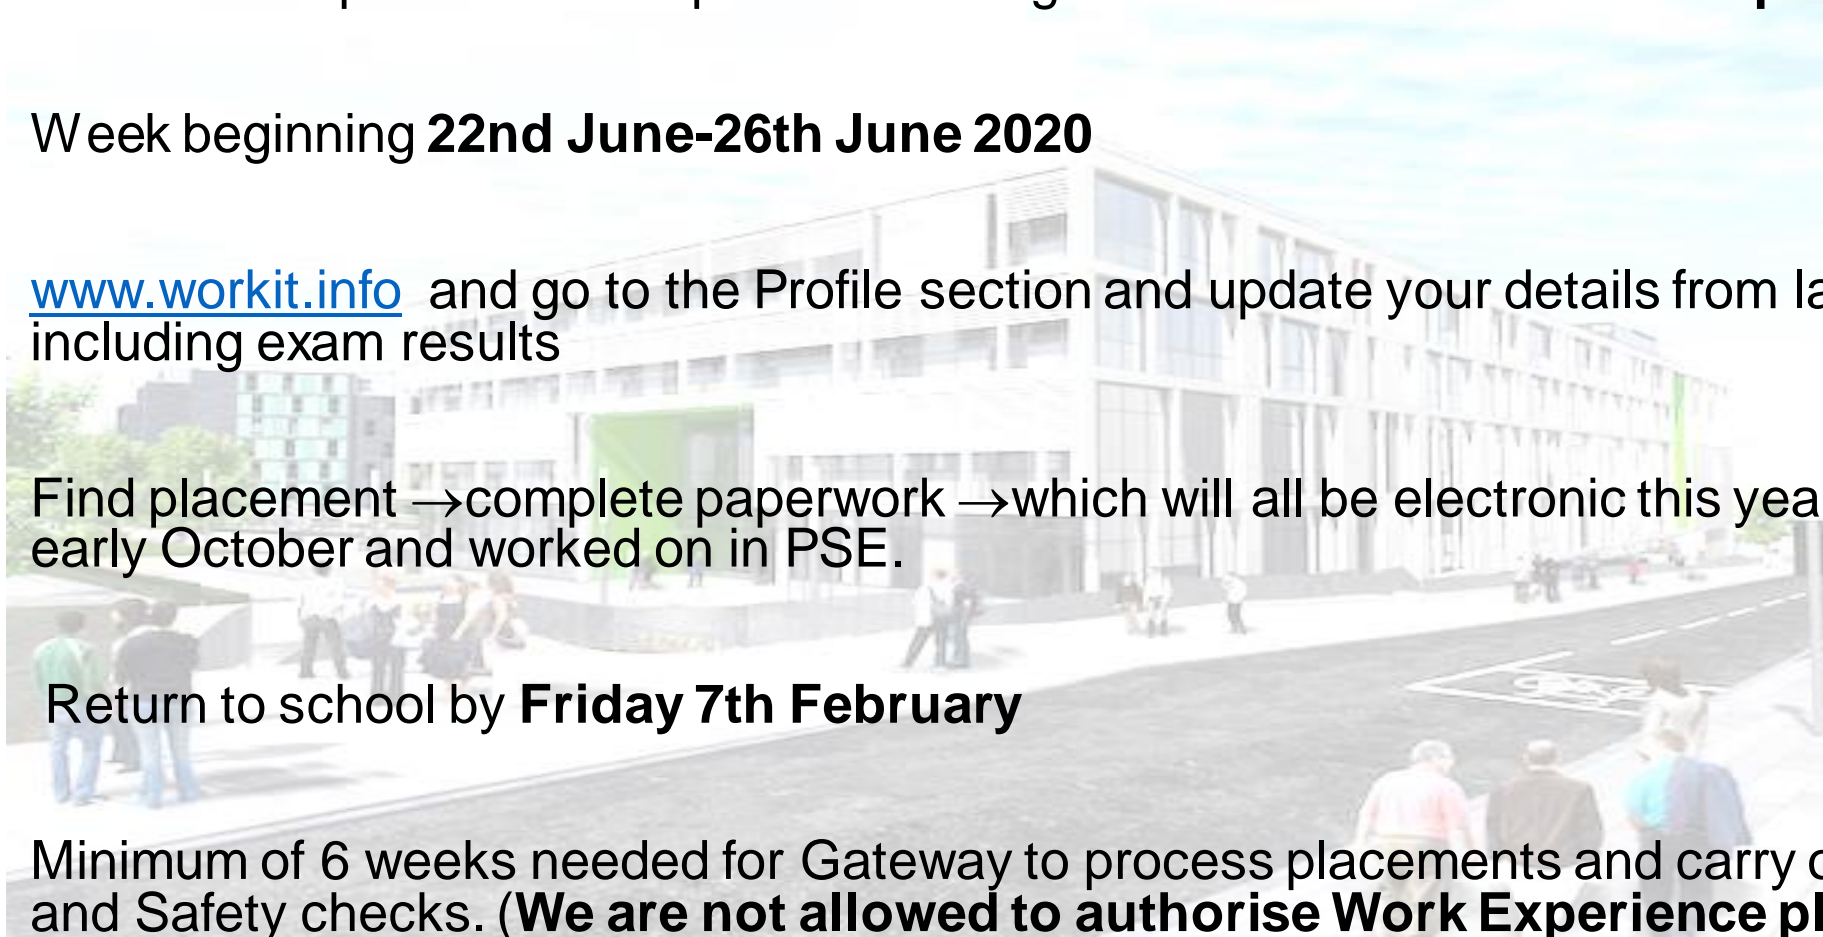 Week beginning 22nd June-26th June 2020
www.workit.info and go to the Profile section and update your details from
including exam results
Find placement →complete paperwork →which will all be electronic this
early October and worked on in PSE.
Return to school by Friday 7th February
Minimum of 6 weeks needed for Gateway to process placements and carry
and Safety checks. (We are not allowed to authorise Work Experience